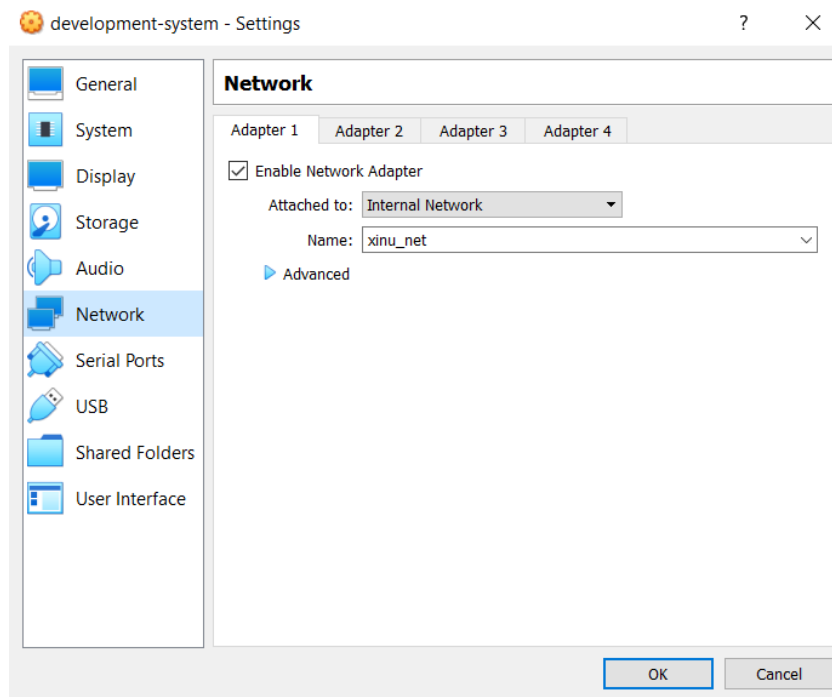 development-system - Settings
?
General
System
Display
Storage
Audio
Network
Serial Ports
USB
Shared Folders
User Interface
Network
Adapter 1
Adapter 2
Adapter 3
Adapter 4
Enable Network Adapter
Attached to: Internal Network
Name: xinu_net
Advanced
OK
Cancel